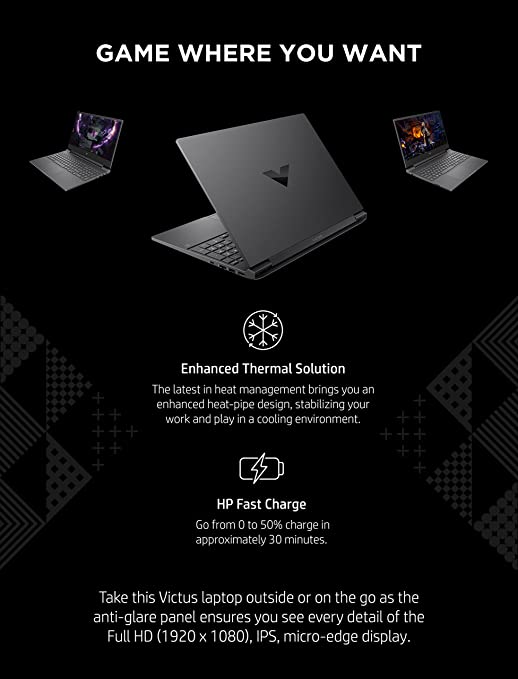 GAME WHERE YOU WANT
Enhanced Thermal Solution
The latest in heat management brings you an
enhanced heat-pipe design, stabilizing your
work and play in a cooling environment.
HP Fast Charge
Go from 0 to 50% charge in
approximately 30 minutes.
Take this Victus laptop outside or on the go as the
anti-glare panel ensures you see every detail of the
Full HD (1920 x 1080), IPS, micro-edge display.